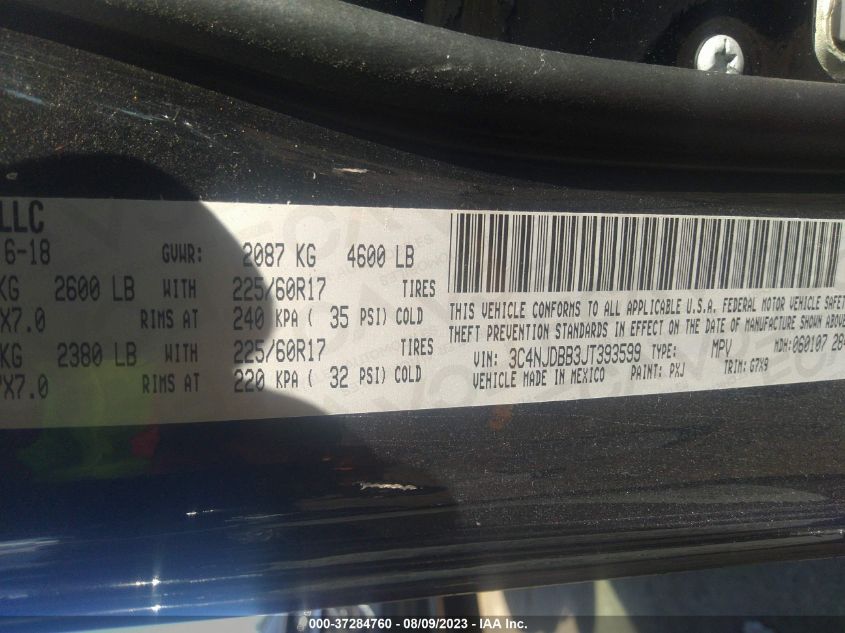 LLC
6-18 GVWR: 2087 KG 4600 LB
KG 2600 LB WITH 225/60R17 TIRES
X7.0 RIMS AT 240 KPA ( 35 PSI) COLD
KG 2380 LB WITH 225/60R17 TIRES
X7.0 RIMS AT 220 KPA ( 32 PSI) COLD
THIS VEHICLE CONFORMS TO ALL APPLICABLE U.S.A. FEDERAL MOTOR VEHICLE SAFET
THEFT PREVENTION STANDARDS IN EFFECT ON THE DATE OF MANUFACTURE SHOWN ABOVE
VIN: 3C4NJDBB3JT393599 TYPE: MPV MDH:060107 284
VEHICLE MADE IN MEXICO PAINT: PXJ TRIM:G7X9
000-37284760 - 08/09/2023 - IAA Inc.